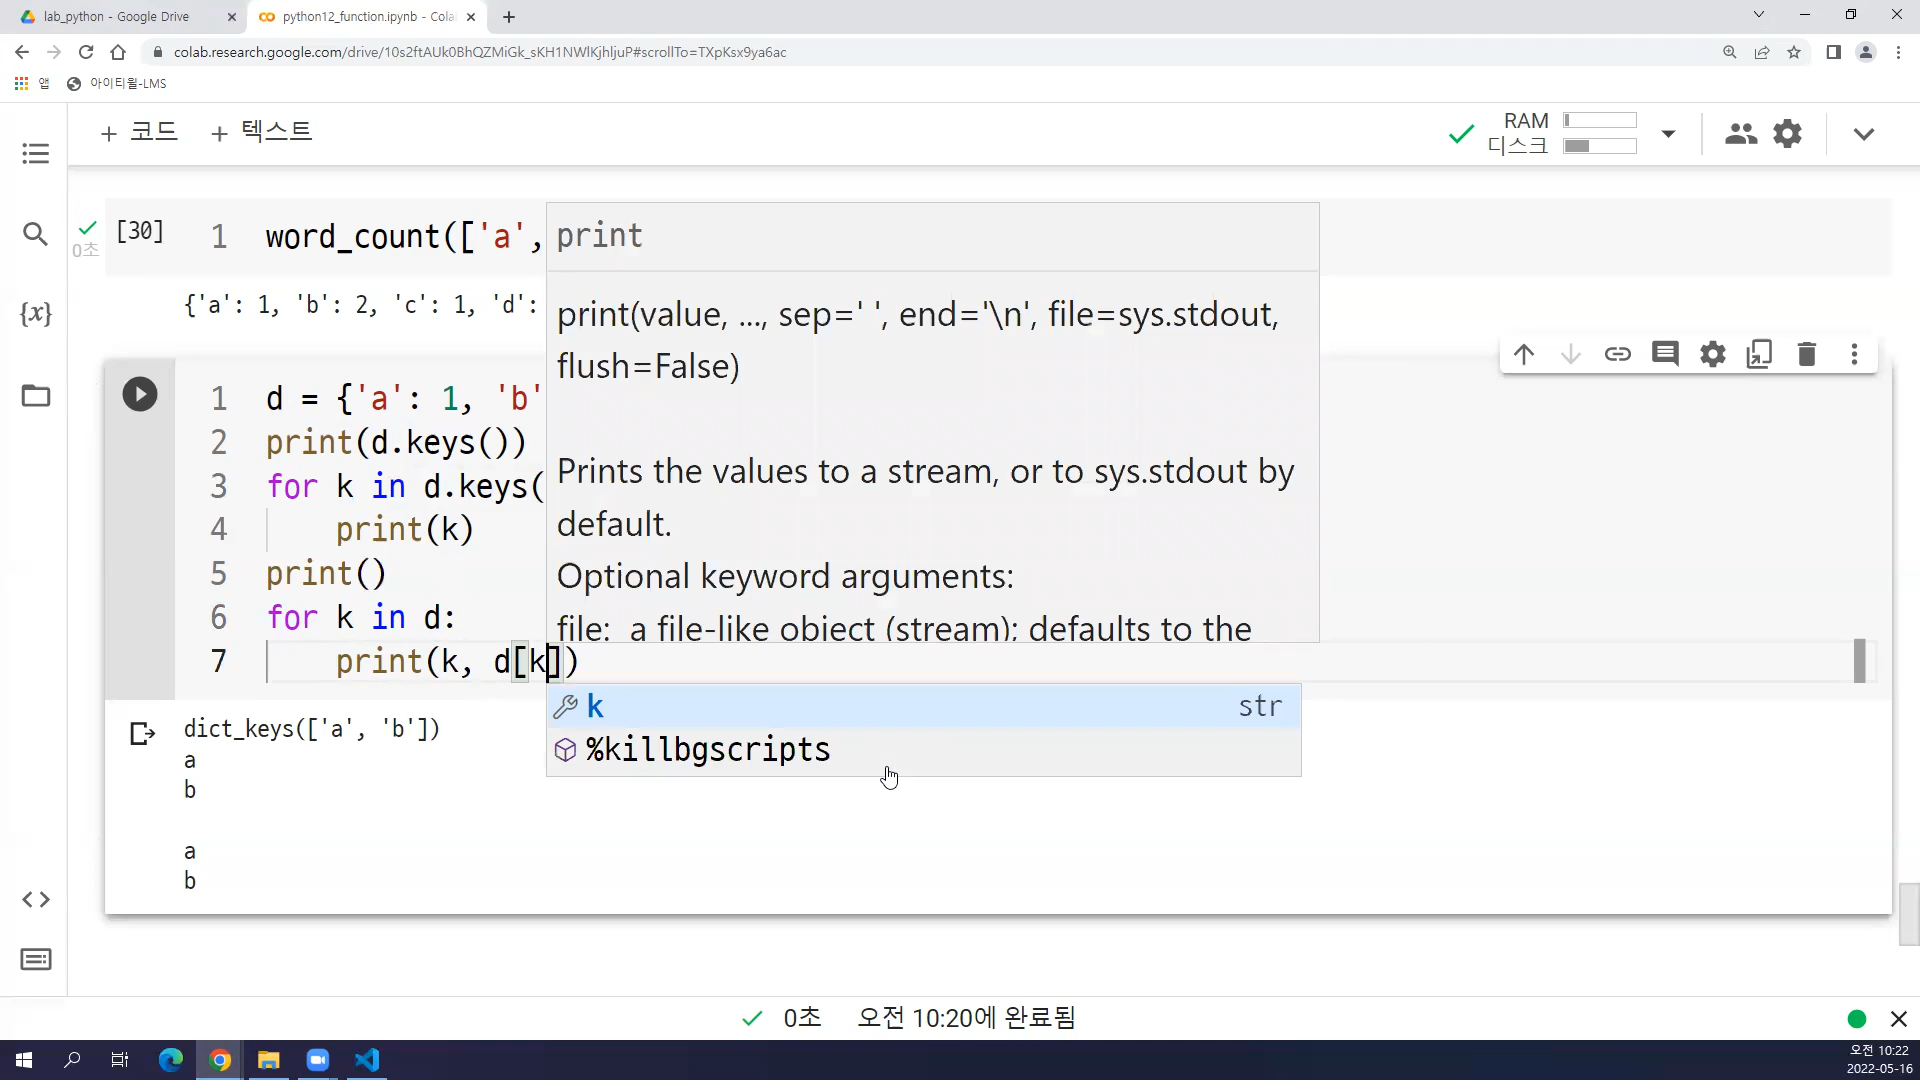 lab_python - Google Drive
python12_function.ipynb - Cola
colab.research.google.com/drive/10s2ftAUk0BhQZMiGk_sKH1NWlKjhljuP#scrollTo=TXpKsx9ya6ac
앱
아이티윌-LMS
+ 코드 + 텍스트
RAM
디스크
{x}
0초
[30]
1 word_count(['a',
{'a': 1, 'b': 2, 'c': 1, 'd':
print
print(value, ..., sep=' ', end='\n', file=sys.stdout,
flush=False)
Prints the values to a stream, or to sys.stdout by
default.
Optional keyword arguments:
file: a file-like object (stream); defaults to the
1 d = {'a': 1, 'b'
2 print(d.keys())
3 for k in d.keys(
4 print(k)
5 print()
6 for k in d:
7 print(k, d[k])
k str
%killbgscripts
dict_keys(['a', 'b'])
a
b
a
b
0초 오전 10:20에 완료됨
오전 10:22
2022-05-16